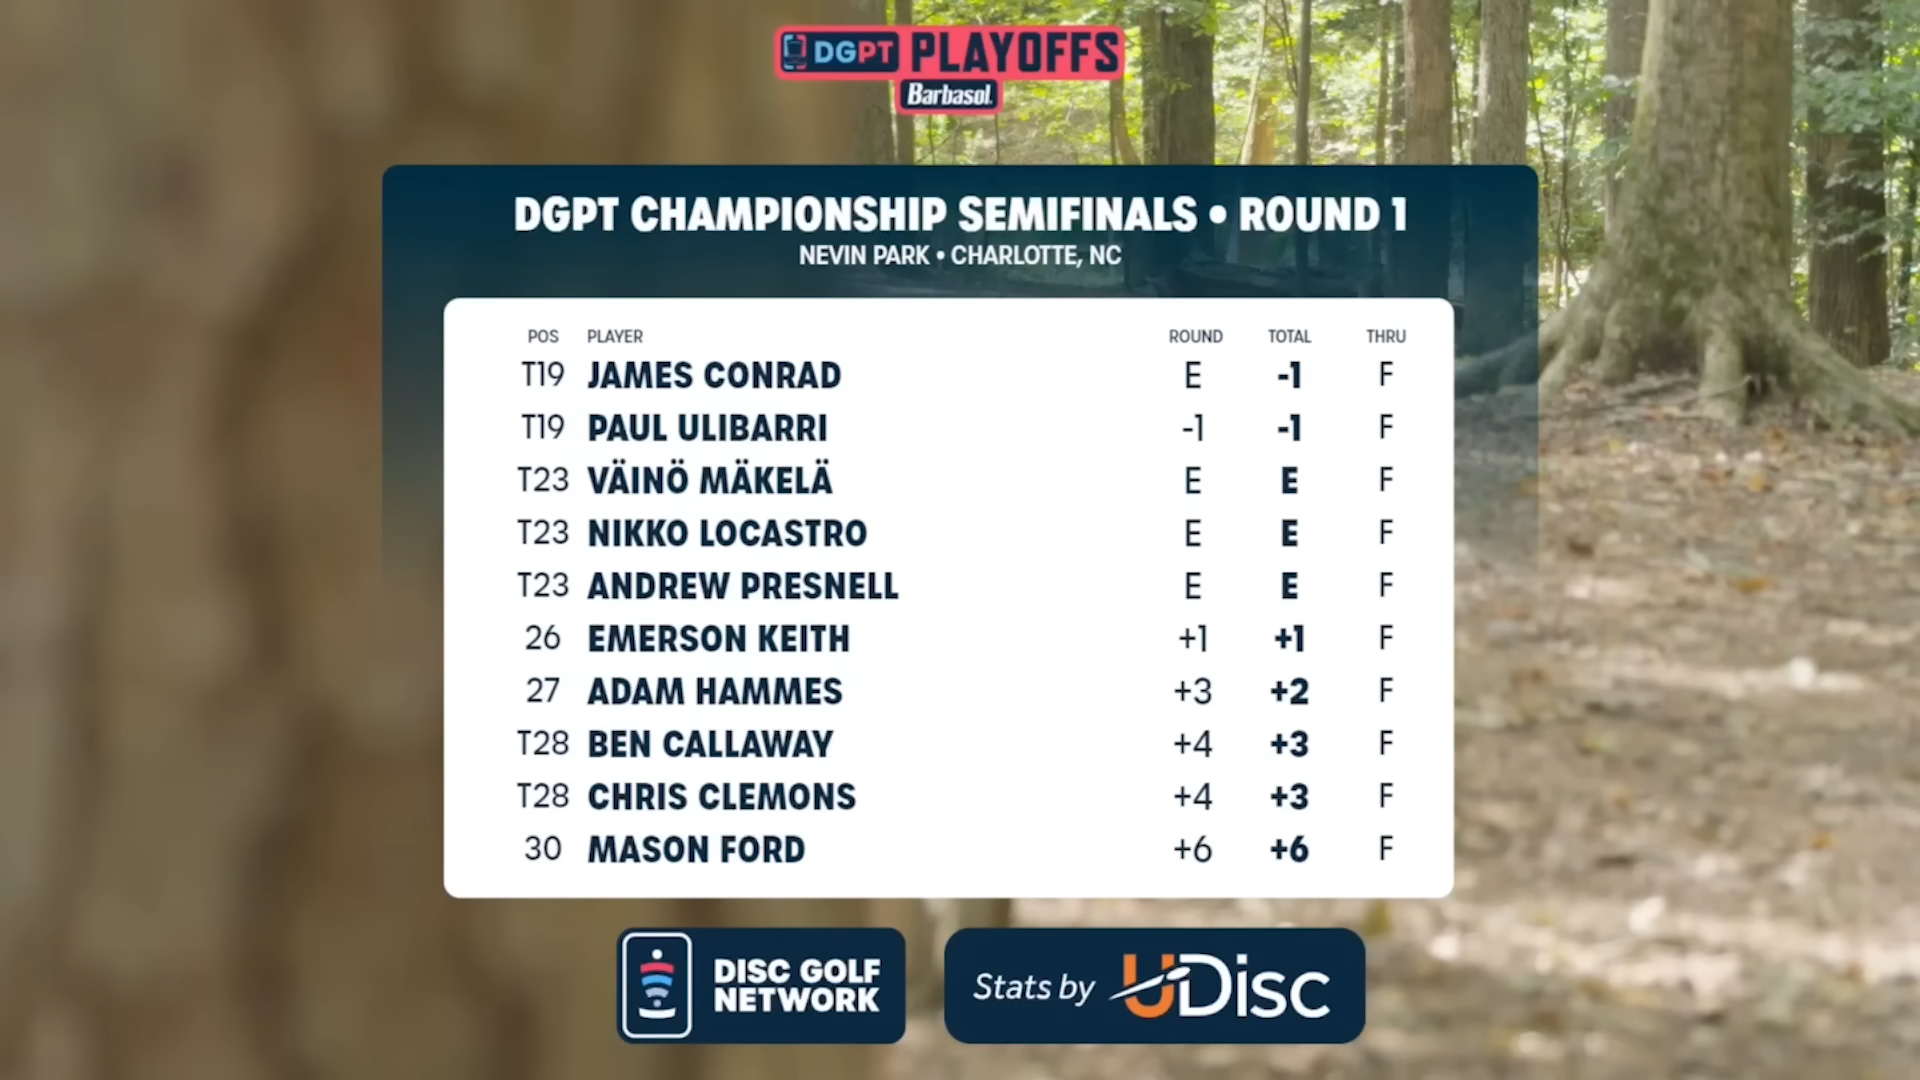 DGPT PLAYOFFS
Barbasol
DGPT CHAMPIONSHIP SEMIFINALS • ROUND 1
NEVIN PARK • CHARLOTTE, NC
POS PLAYER ROUND TOTAL THRU
T19 JAMES CONRAD E -1 F
T19 PAUL ULIBARRI -1 -1 F
T23 VÄINÖ MÄKELÄ E E F
T23 NIKKO LOCASTRO E E F
T23 ANDREW PRESNELL E E F
26 EMERSON KEITH +1 +1 F
27 ADAM HAMMES +3 +2 F
T28 BEN CALLAWAY +4 +3 F
T28 CHRIS CLEMONS +4 +3 F
30 MASON FORD +6 +6 F
DISC GOLF
NETWORK
Stats by UDisc